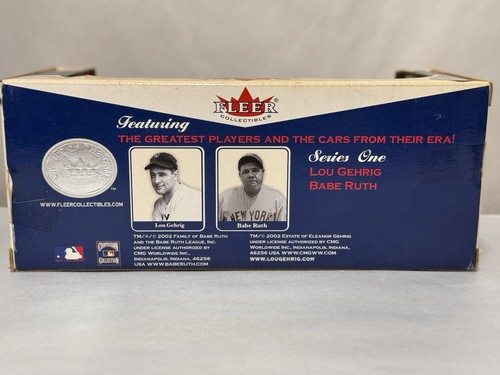 FLEER
COLLECTIBLES
Featuring
THE GREATEST PLAYERS AND THE CARS FROM THEIR ERA!
Series One
LOU GEHRIG
BABE RUTH
NEW YORK
Lou Gehrig
Babe Ruth
™
WWW.FLEERCOLLECTIBLES.COM
TM/®/© 2002 FAMILY OF BABE RUTH
AND THE BABE RUTH LEAGUE, INC.
UNDER LICENSE AUTHORIZED BY
CMG WORLDWIDE INC.,
INDIANAPOLIS, INDIANA, 46256
USA WWW.BABERUTH.COM
TM/© 2002 ESTATE OF ELEANOR GEHRIG
UNDER LICENSE AUTHORIZED BY CMG
WORLDWIDE INC., INDIANAPOLIS, INDIANA,
46256 USA WWW.CMGWW.COM
WWW.LOUGEHRIG.COM